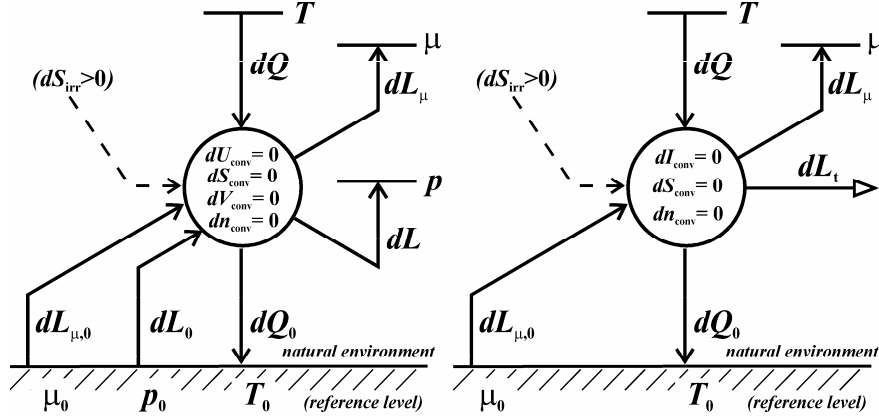 T
μ
dQ
dL_μ
(dS_irr>0)
dU_conv= 0
dS_conv= 0
dV_conv= 0
dn_conv= 0
p
dL
dL_μ,0
dL_0
dQ_0
natural environment
μ_0
p_0
T_0
(reference level)
T
μ
dQ
dL_μ
(dS_irr>0)
dI_conv= 0
dS_conv= 0
dn_conv= 0
dL_t
dL_μ,0
dQ_0
natural environment
μ_0
T_0
(reference level)